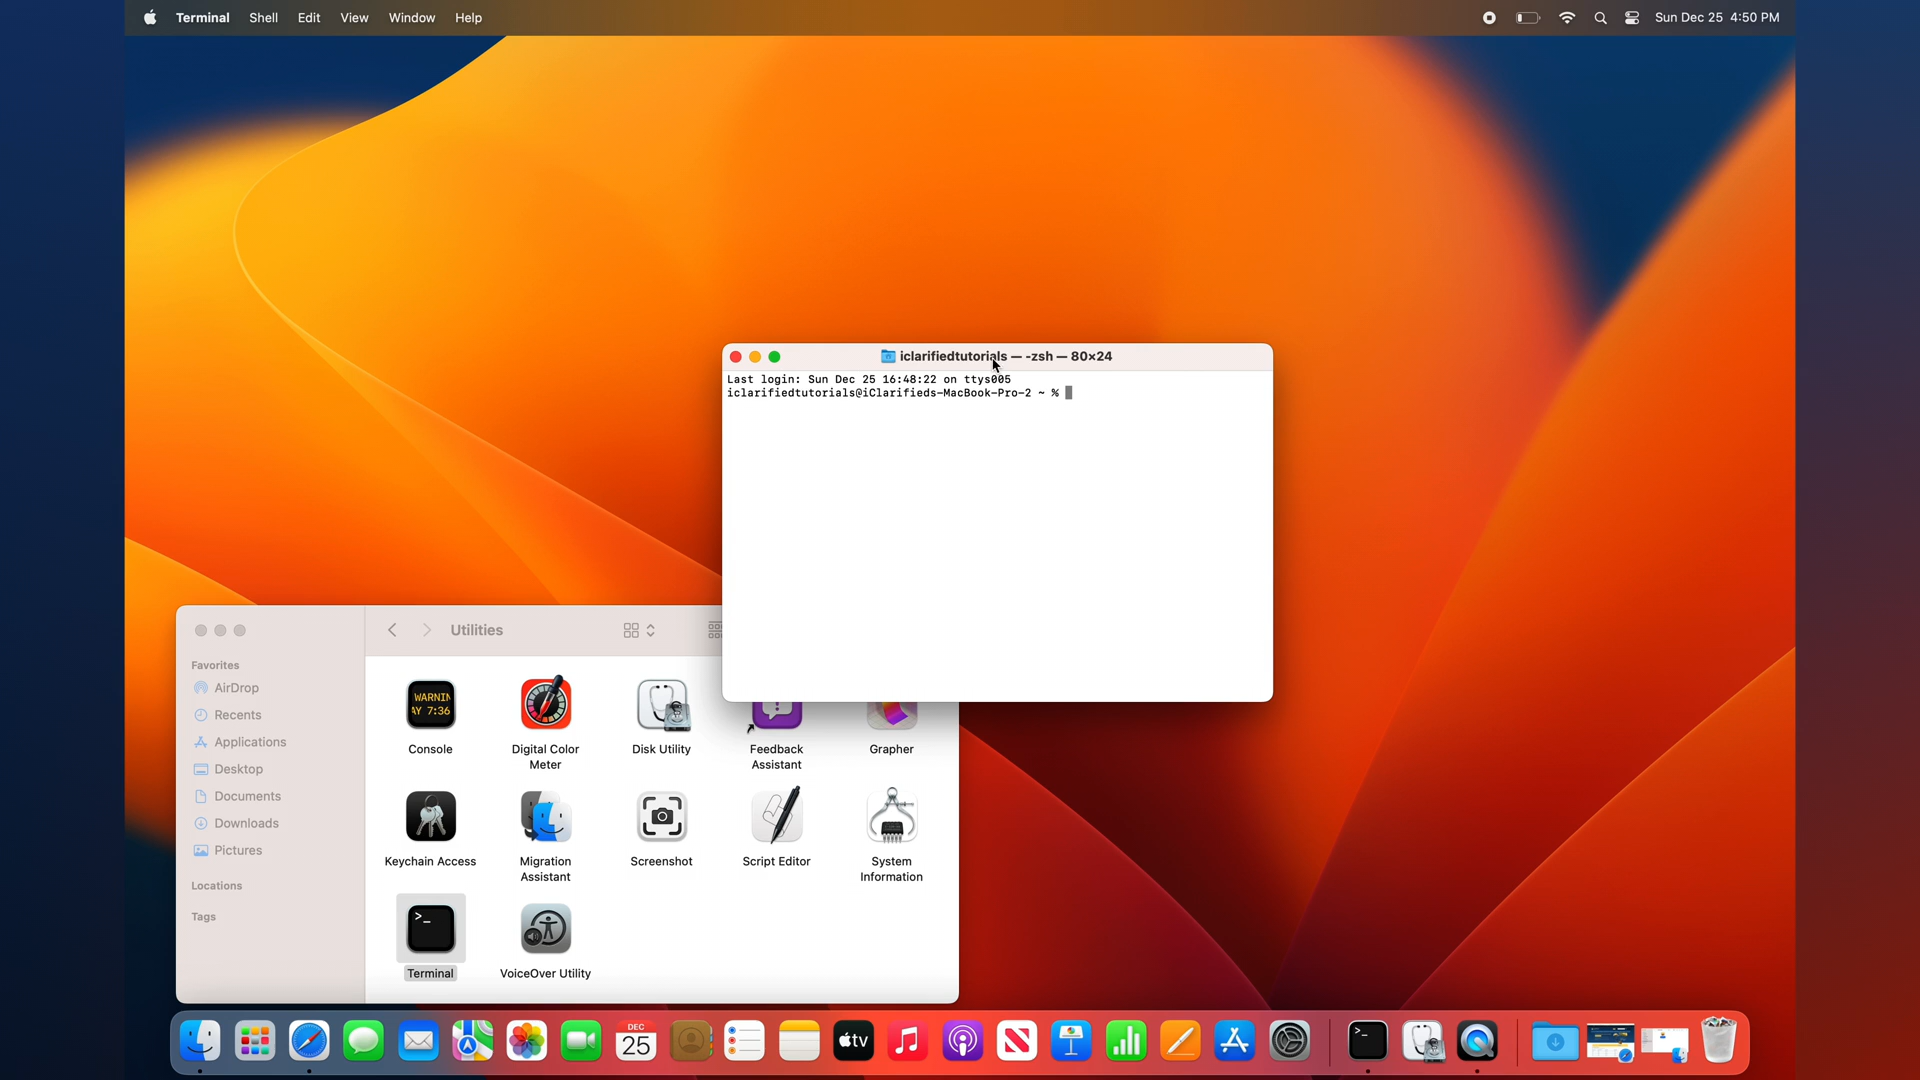 Terminal Shell Edit View Window Help Sun Dec 25 4:50 PM
iclarifiedtutorials — -zsh — 80×24
Last login: Sun Dec 25 16:48:22 on ttys005
iclarifiedtutorials@iClarifieds-MacBook-Pro-2 ~ %
Utilities
Favorites
AirDrop
Recents
Applications
Desktop
Documents
Downloads
Pictures
Locations
Tags
WARNIN
AY 7:36
Console
Digital Color
Meter
Disk Utility
Feedback
Assistant
Grapher
Keychain Access
Migration
Assistant
Screenshot
Script Editor
System
Information
>_
Terminal
VoiceOver Utility
DEC
25
tv
>_